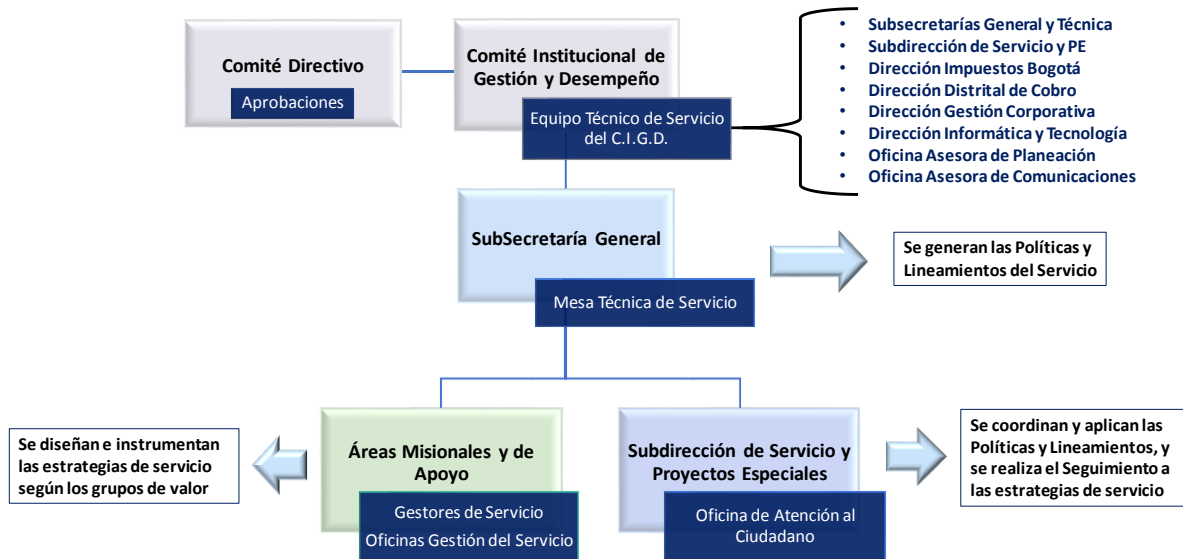 Comité Directivo
Aprobaciones
Comité Institucional de
Gestión y Desempeño
Equipo Técnico de Servicio
del C.I.G.D.
• Subsecretarías General y Técnica
• Subdirección de Servicio y PE
• Dirección Impuestos Bogotá
• Dirección Distrital de Cobro
• Dirección Gestión Corporativa
• Dirección Informática y Tecnología
• Oficina Asesora de Planeación
• Oficina Asesora de Comunicaciones
SubSecretaría General
Mesa Técnica de Servicio
Se generan las Políticas y
Lineamientos del Servicio
Se diseñan e instrumentan
las estrategias de servicio
según los grupos de valor
Áreas Misionales y de
Apoyo
Gestores de Servicio
Oficinas Gestión del Servicio
Subdirección de Servicio y
Proyectos Especiales
Oficina de Atención al
Ciudadano
Se coordinan y aplican las
Políticas y Lineamientos, y
se realiza el Seguimiento a
las estrategias de servicio